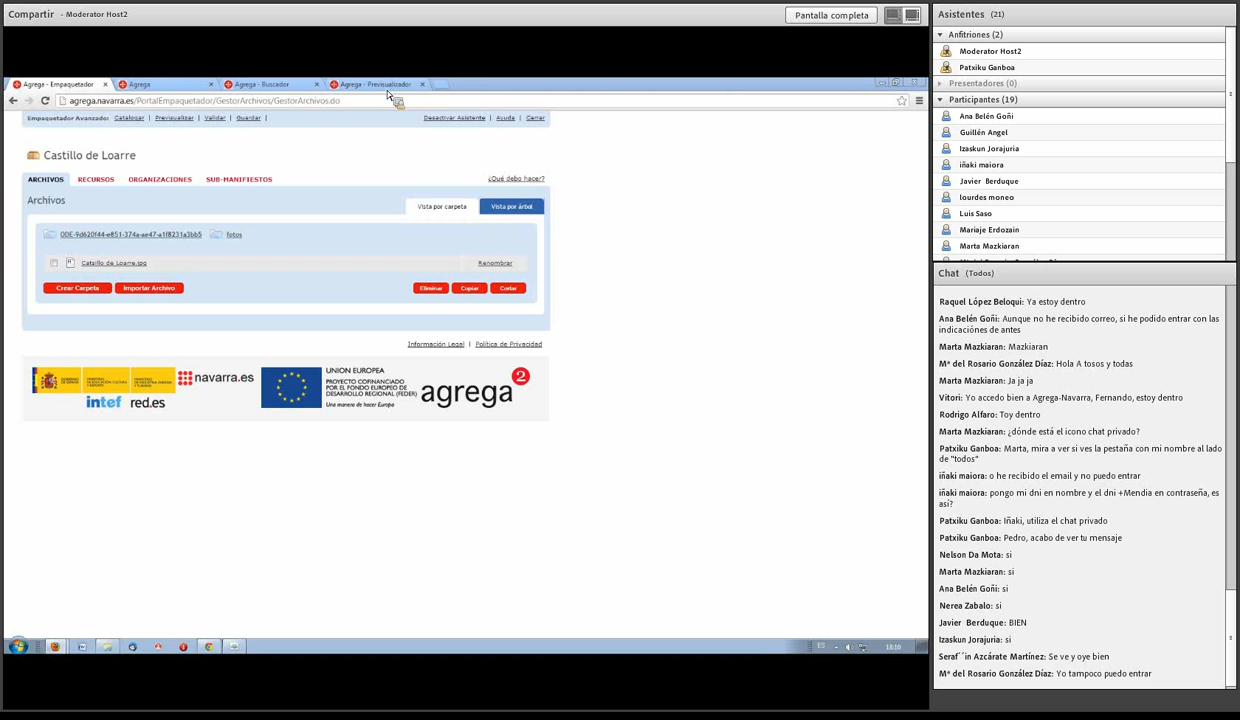 Compartir - Moderator Host2
Pantalla completa
Agrega - Empaquetador
Agrega
Agrega - Buscador
Agrega - Previsualizador
agrega.navarra.es/PortalEmpaquetador/GestorArchivos/GestorArchivos.do
Empaquetador Avanzado: Catalogar | Previsualizar | Validar | Guardar |
Desactivar Asistente | Ayuda | Cerrar
Castillo de Loarre
ARCHIVOS RECURSOS ORGANIZACIONES SUB-MANIFIESTOS
¿Qué debo hacer?
Archivos
Vista por carpeta
Vista por árbol
fotos
Renombrar
Crear Carpeta
Importar Archivo
Eliminar
Copiar
Cortar
Información Legal | Política de Privacidad
navarra.es
intef red.es
UNION EUROPEA
PROYECTO COFINANCIADO
POR EL FONDO EUROPEO DE
DESARROLLO REGIONAL (FEDER)
Una manera de hacer Europa
agrega 2
ES
18:10
Asistentes (21)
Anfitriones (2)
Moderator Host2
Patxiku Ganboa
Presentadores (0)
Participantes (19)
Ana Belén Goñi
Guillén Angel
Izaskun Jorajuria
iñaki maiora
Javier Berduque
lourdes moneo
Luis Saso
Mariaje Erdozain
Marta Mazkiaran
Chat (Todos)
Raquel López Beloqui: Ya estoy dentro
Ana Belén Goñi: Aunque no he recibido correo, si he podido entrar con las
indicaciónes de antes
Marta Mazkiaran: Mazkiaran
Mª del Rosario González Díaz: Hola A tosos y todas
Marta Mazkiaran: Ja ja ja
Vitori: Yo accedo bien a Agrega-Navarra, Fernando, estoy dentro
Rodrigo Alfaro: Toy dentro
Marta Mazkiaran: ¿dónde está el icono chat privado?
Patxiku Ganboa: Marta, mira a ver si ves la pestaña con mi nombre al lado
de "todos"
iñaki maiora: o he recibido el email y no puedo entrar
iñaki maiora: pongo mi dni en nombre y el dni +Mendia en contraseña, es
así?
Patxiku Ganboa: Iñaki, utiliza el chat privado
Patxiku Ganboa: Pedro, acabo de ver tu mensaje
Nelson Da Mota: si
Marta Mazkiaran: si
Ana Belén Goñi: si
Nerea Zabalo: si
Javier Berduque: BIEN
Izaskun Jorajuria: si
Seraf´´in Azcárate Martínez: Se ve y oye bien
Mª del Rosario González Díaz: Yo tampoco puedo entrar